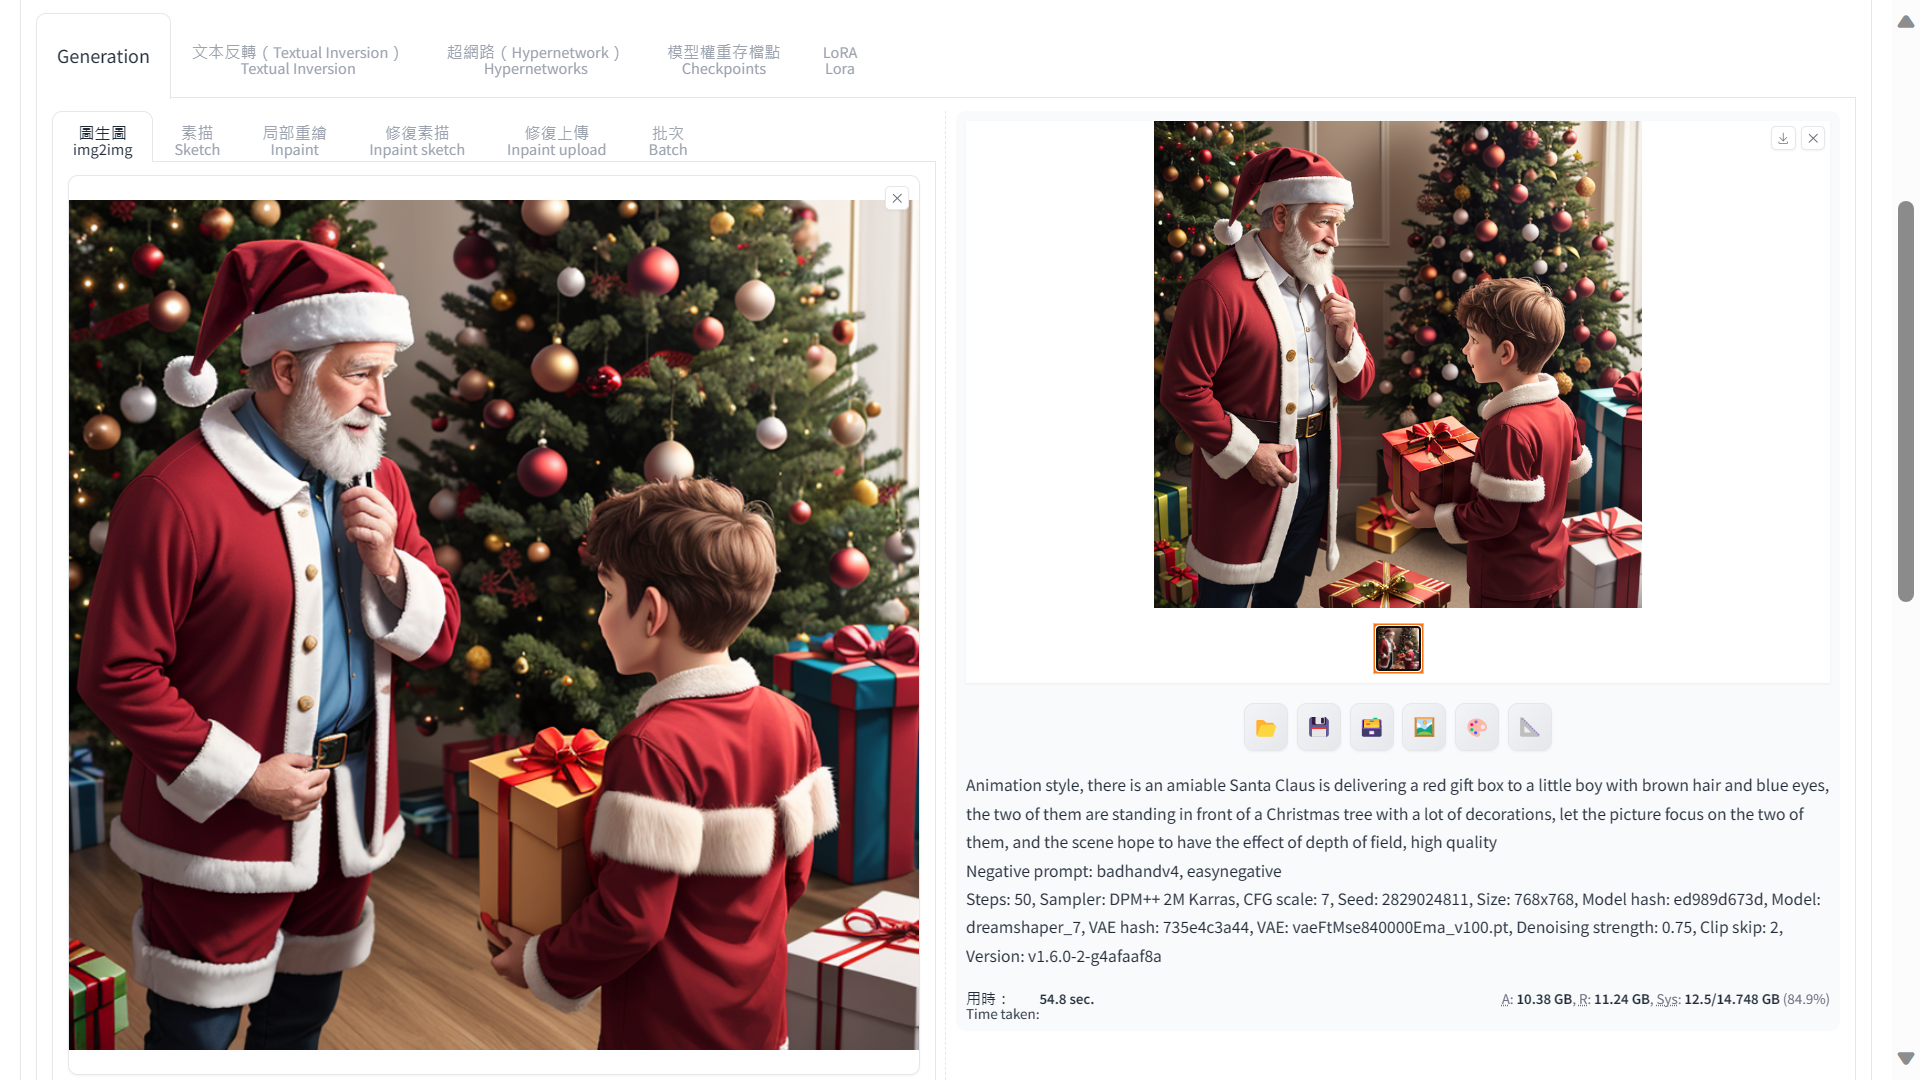 Generation
文本反轉（Textual Inversion）
Textual Inversion
超網路（Hypernetwork）
Hypernetworks
模型權重存檔點
Checkpoints
LoRA
Lora
圖生圖
img2img
素描
Sketch
局部重繪
Inpaint
修復素描
Inpaint sketch
修復上傳
Inpaint upload
批次
Batch
Animation style, there is an amiable Santa Claus is delivering a red gift box to a little boy with brown hair and blue eyes,
the two of them are standing in front of a Christmas tree with a lot of decorations, let the picture focus on the two of
them, and the scene hope to have the effect of depth of field, high quality
Negative prompt: badhandv4, easynegative
Steps: 50, Sampler: DPM++ 2M Karras, CFG scale: 7, Seed: 2829024811, Size: 768x768, Model hash: ed989d673d, Model:
dreamshaper_7, VAE hash: 735e4c3a44, VAE: vaeFtMse840000Ema_v100.pt, Denoising strength: 0.75, Clip skip: 2,
Version: v1.6.0-2-g4afaaf8a
用時：
Time taken:
54.8 sec.
A: 10.38 GB, R: 11.24 GB, Sys: 12.5/14.748 GB (84.9%)